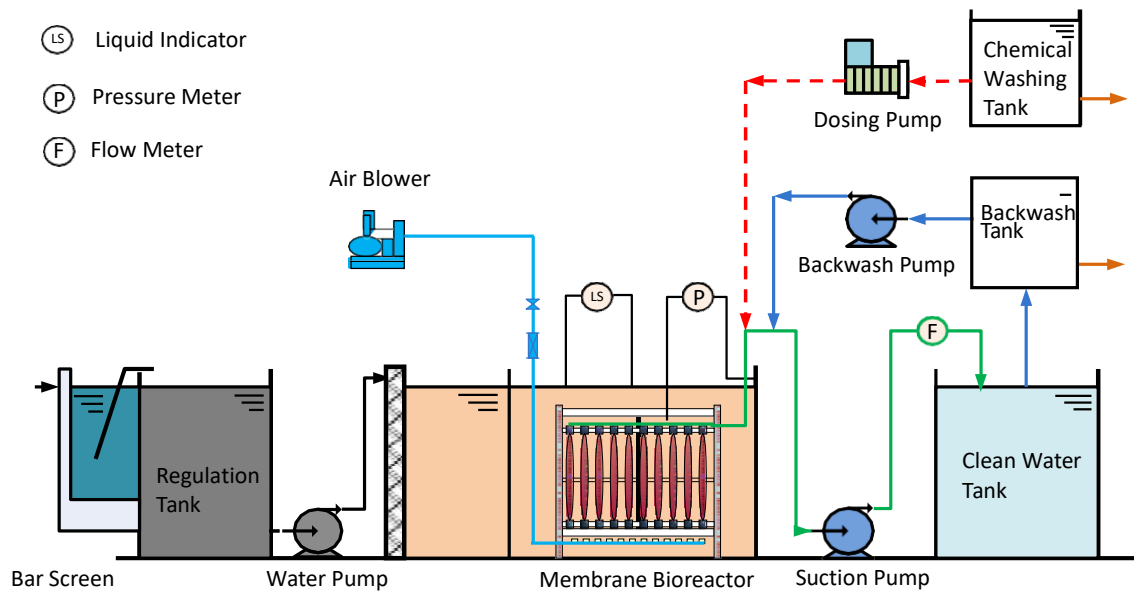 LS Liquid Indicator
P Pressure Meter
F Flow Meter
Chemical
Washing
Tank
Dosing Pump
Air Blower
Backwash
Tank
Backwash Pump
LS
P
F
Regulation
Tank
Clean Water
Tank
Bar Screen
Water Pump
Membrane Bioreactor
Suction Pump